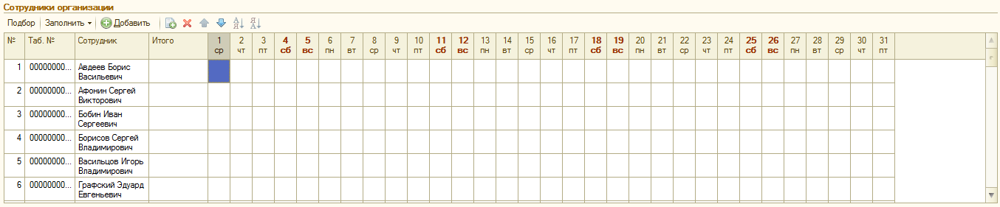 Сотрудники организации
Подбор Заполнить Добавить
№ Таб. № Сотрудник Итого 1 2 3 4 5 6 7 8 9 10 11 12 13 14 15 16 17 18 19 20 21 22 23 24 25 26 27 28 29 30 31
ср чт пт сб вс пн вт ср чт пт сб вс пн вт ср чт пт сб вс пн вт ср чт пт сб вс пн вт ср чт пт
1 00000000... Авдеев Борис
Васильевич
2 00000000... Афонин Сергей
Викторович
3 00000000... Бобин Иван
Сергеевич
4 00000000... Борисов Сергей
Владимирович
5 00000000... Васильцов Игорь
Владимирович
6 00000000... Графский Эдуард
Евгеньевич